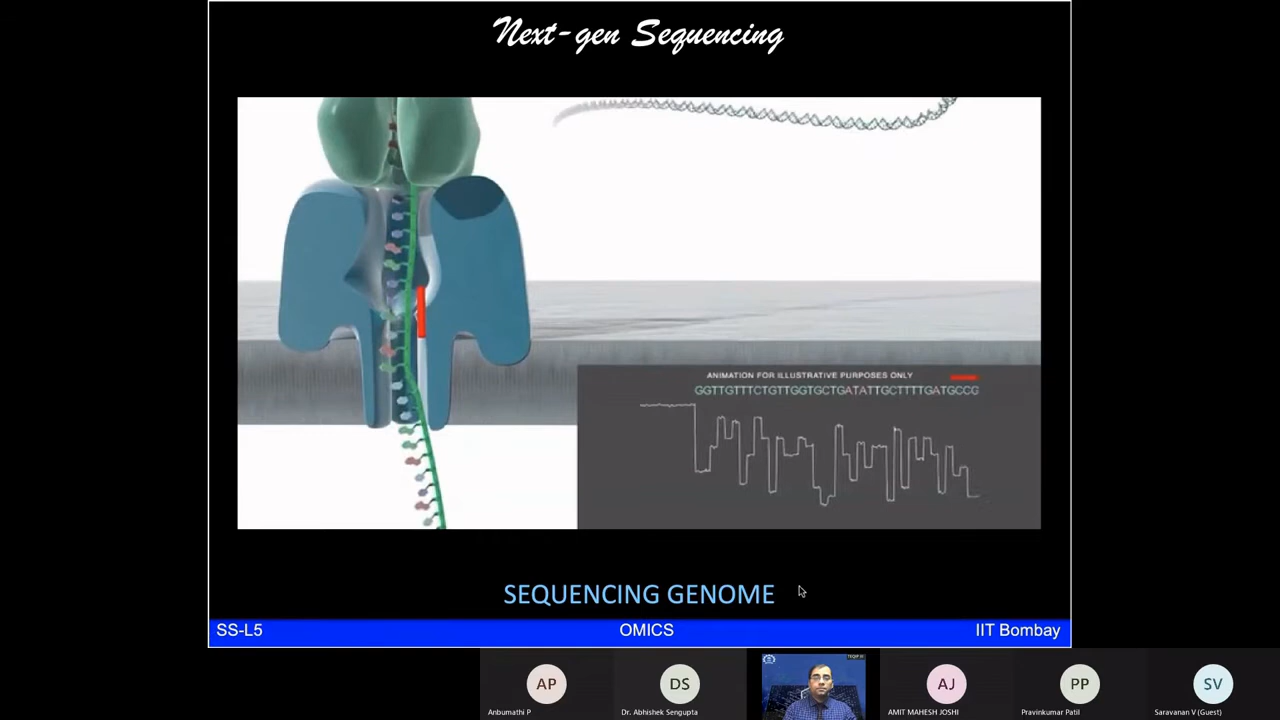 Next-gen Sequencing
ANIMATION FOR ILLUSTRATIVE PURPOSES ONLY
GGTTGTTTCTGTTGGTGCTGATATTGCTTTTGATGCCG
SEQUENCING GENOME
SS-L5 OMICS IIT Bombay
AP DS AJ PP SV
Anbumathi P Dr. Abhishek Sengupta AMIT MAHESH JOSHI Pravinkumar Patil Saravanan V (Guest)